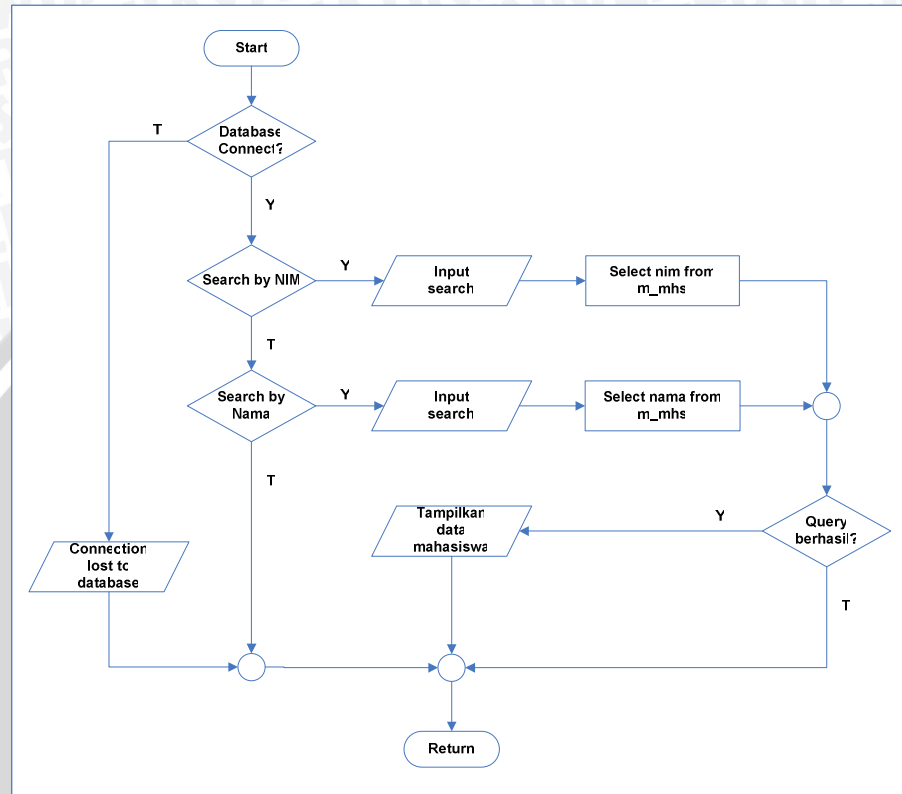 Start
Database
Connect?
T
Y
Search by NIM
Y
Input
search
Select nim from
m_mhs
T
Search by
Nama
Y
Input
search
Select nama from
m_mhs
T
Tampilkan
data
mahasiswa
Y
Query
berhasil?
Connection
lost to
database
T
Return